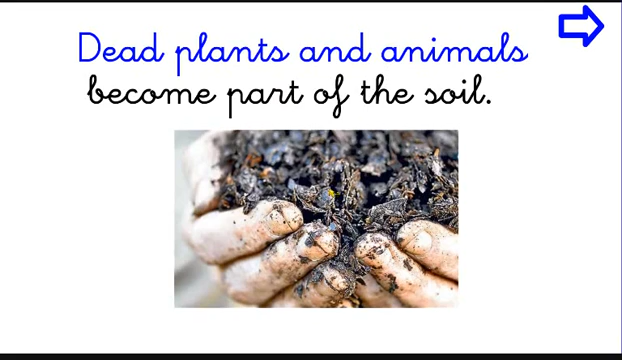 Dead plants and animals
become part of the soil.